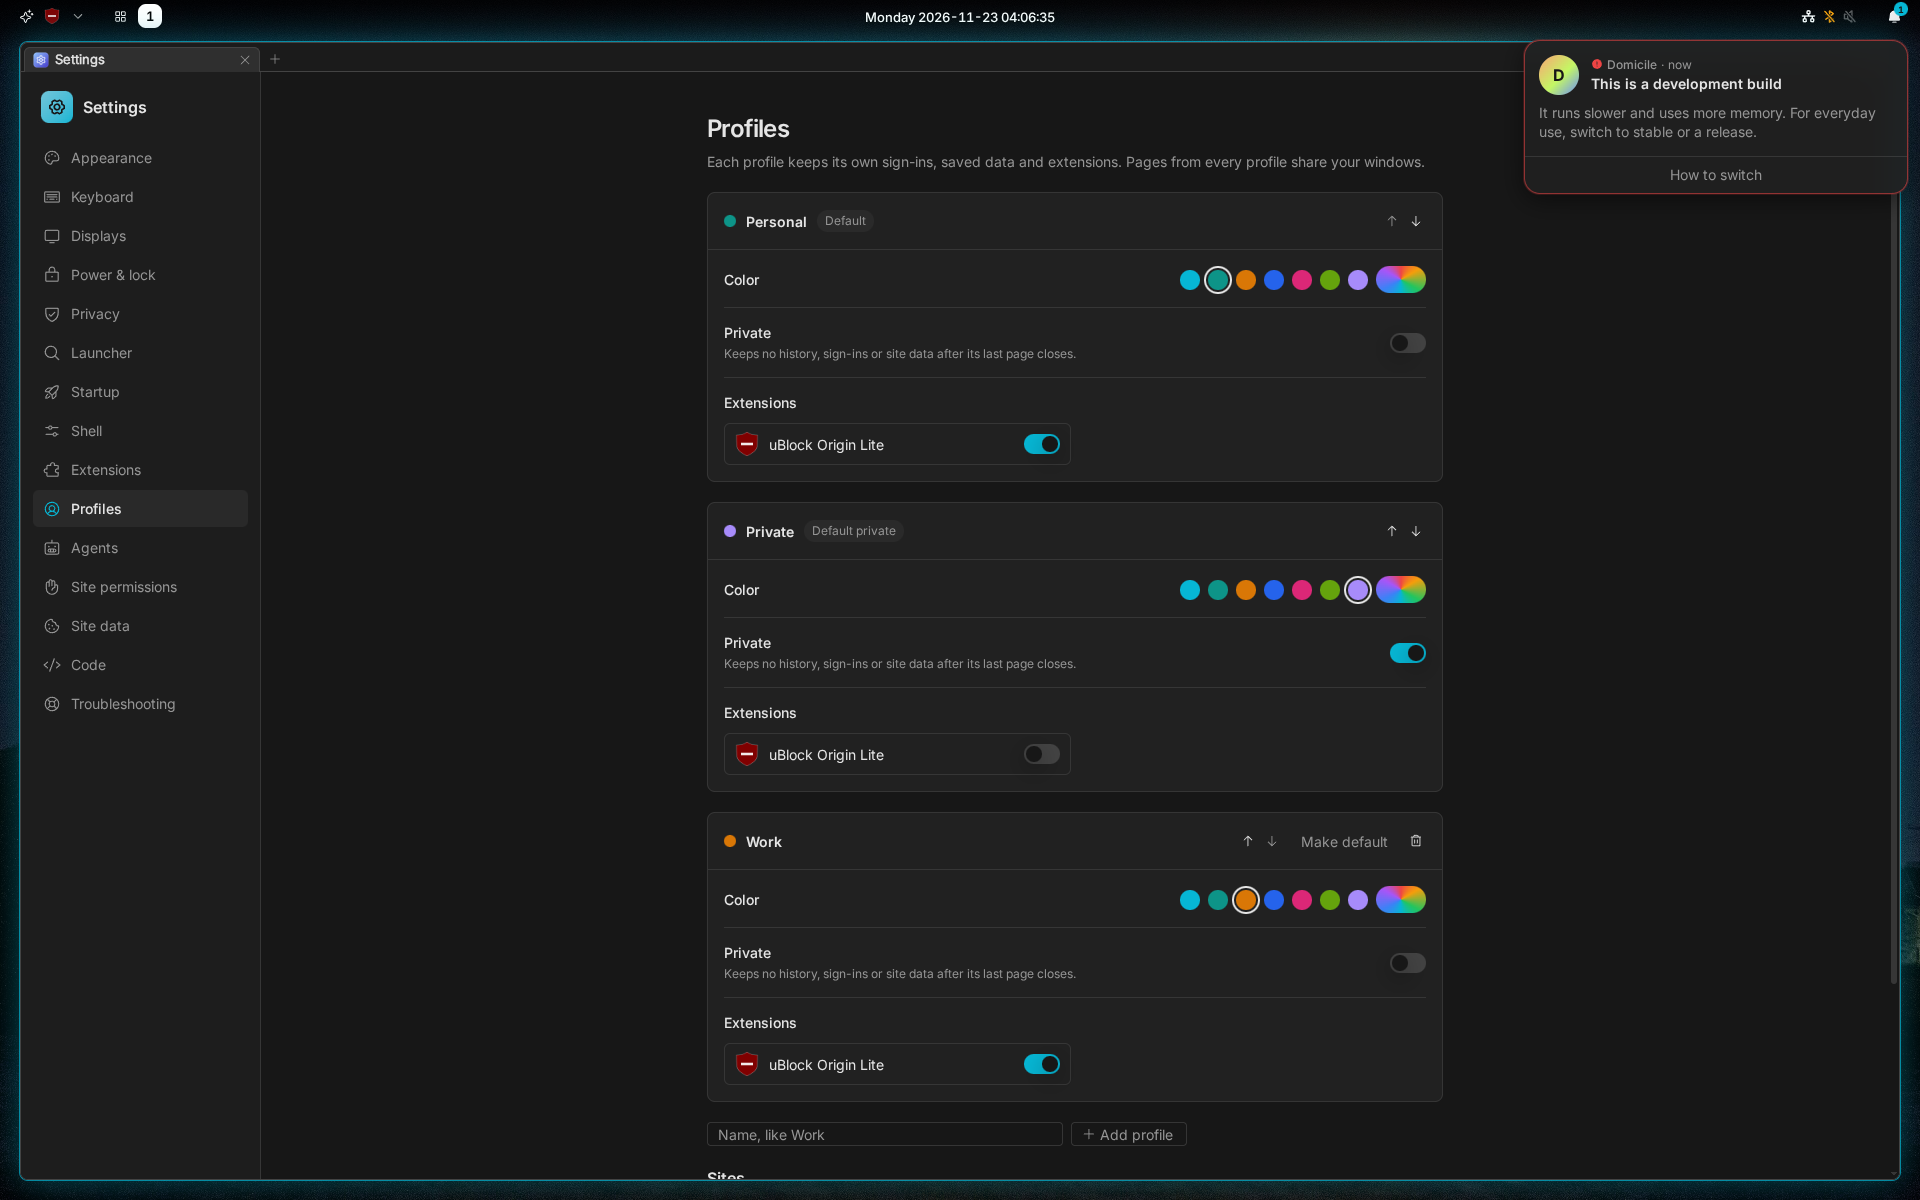 1
Monday 2026-11-23 04:06:35
1
Settings
Settings
Appearance
Keyboard
Displays
Power & lock
Privacy
Launcher
Startup
Shell
Extensions
Profiles
Agents
Site permissions
Site data
Code
Troubleshooting
D
Domicile · now
This is a development build
It runs slower and uses more memory. For everyday
use, switch to stable or a release.
How to switch
Profiles
Each profile keeps its own sign-ins, saved data and extensions. Pages from every profile share your windows.
Personal Default
Color
Private
Keeps no history, sign-ins or site data after its last page closes.
Extensions
uBlock Origin Lite
Private Default private
Color
Private
Keeps no history, sign-ins or site data after its last page closes.
Extensions
uBlock Origin Lite
Work Make default
Color
Private
Keeps no history, sign-ins or site data after its last page closes.
Extensions
uBlock Origin Lite
Name, like Work
Add profile
Sites